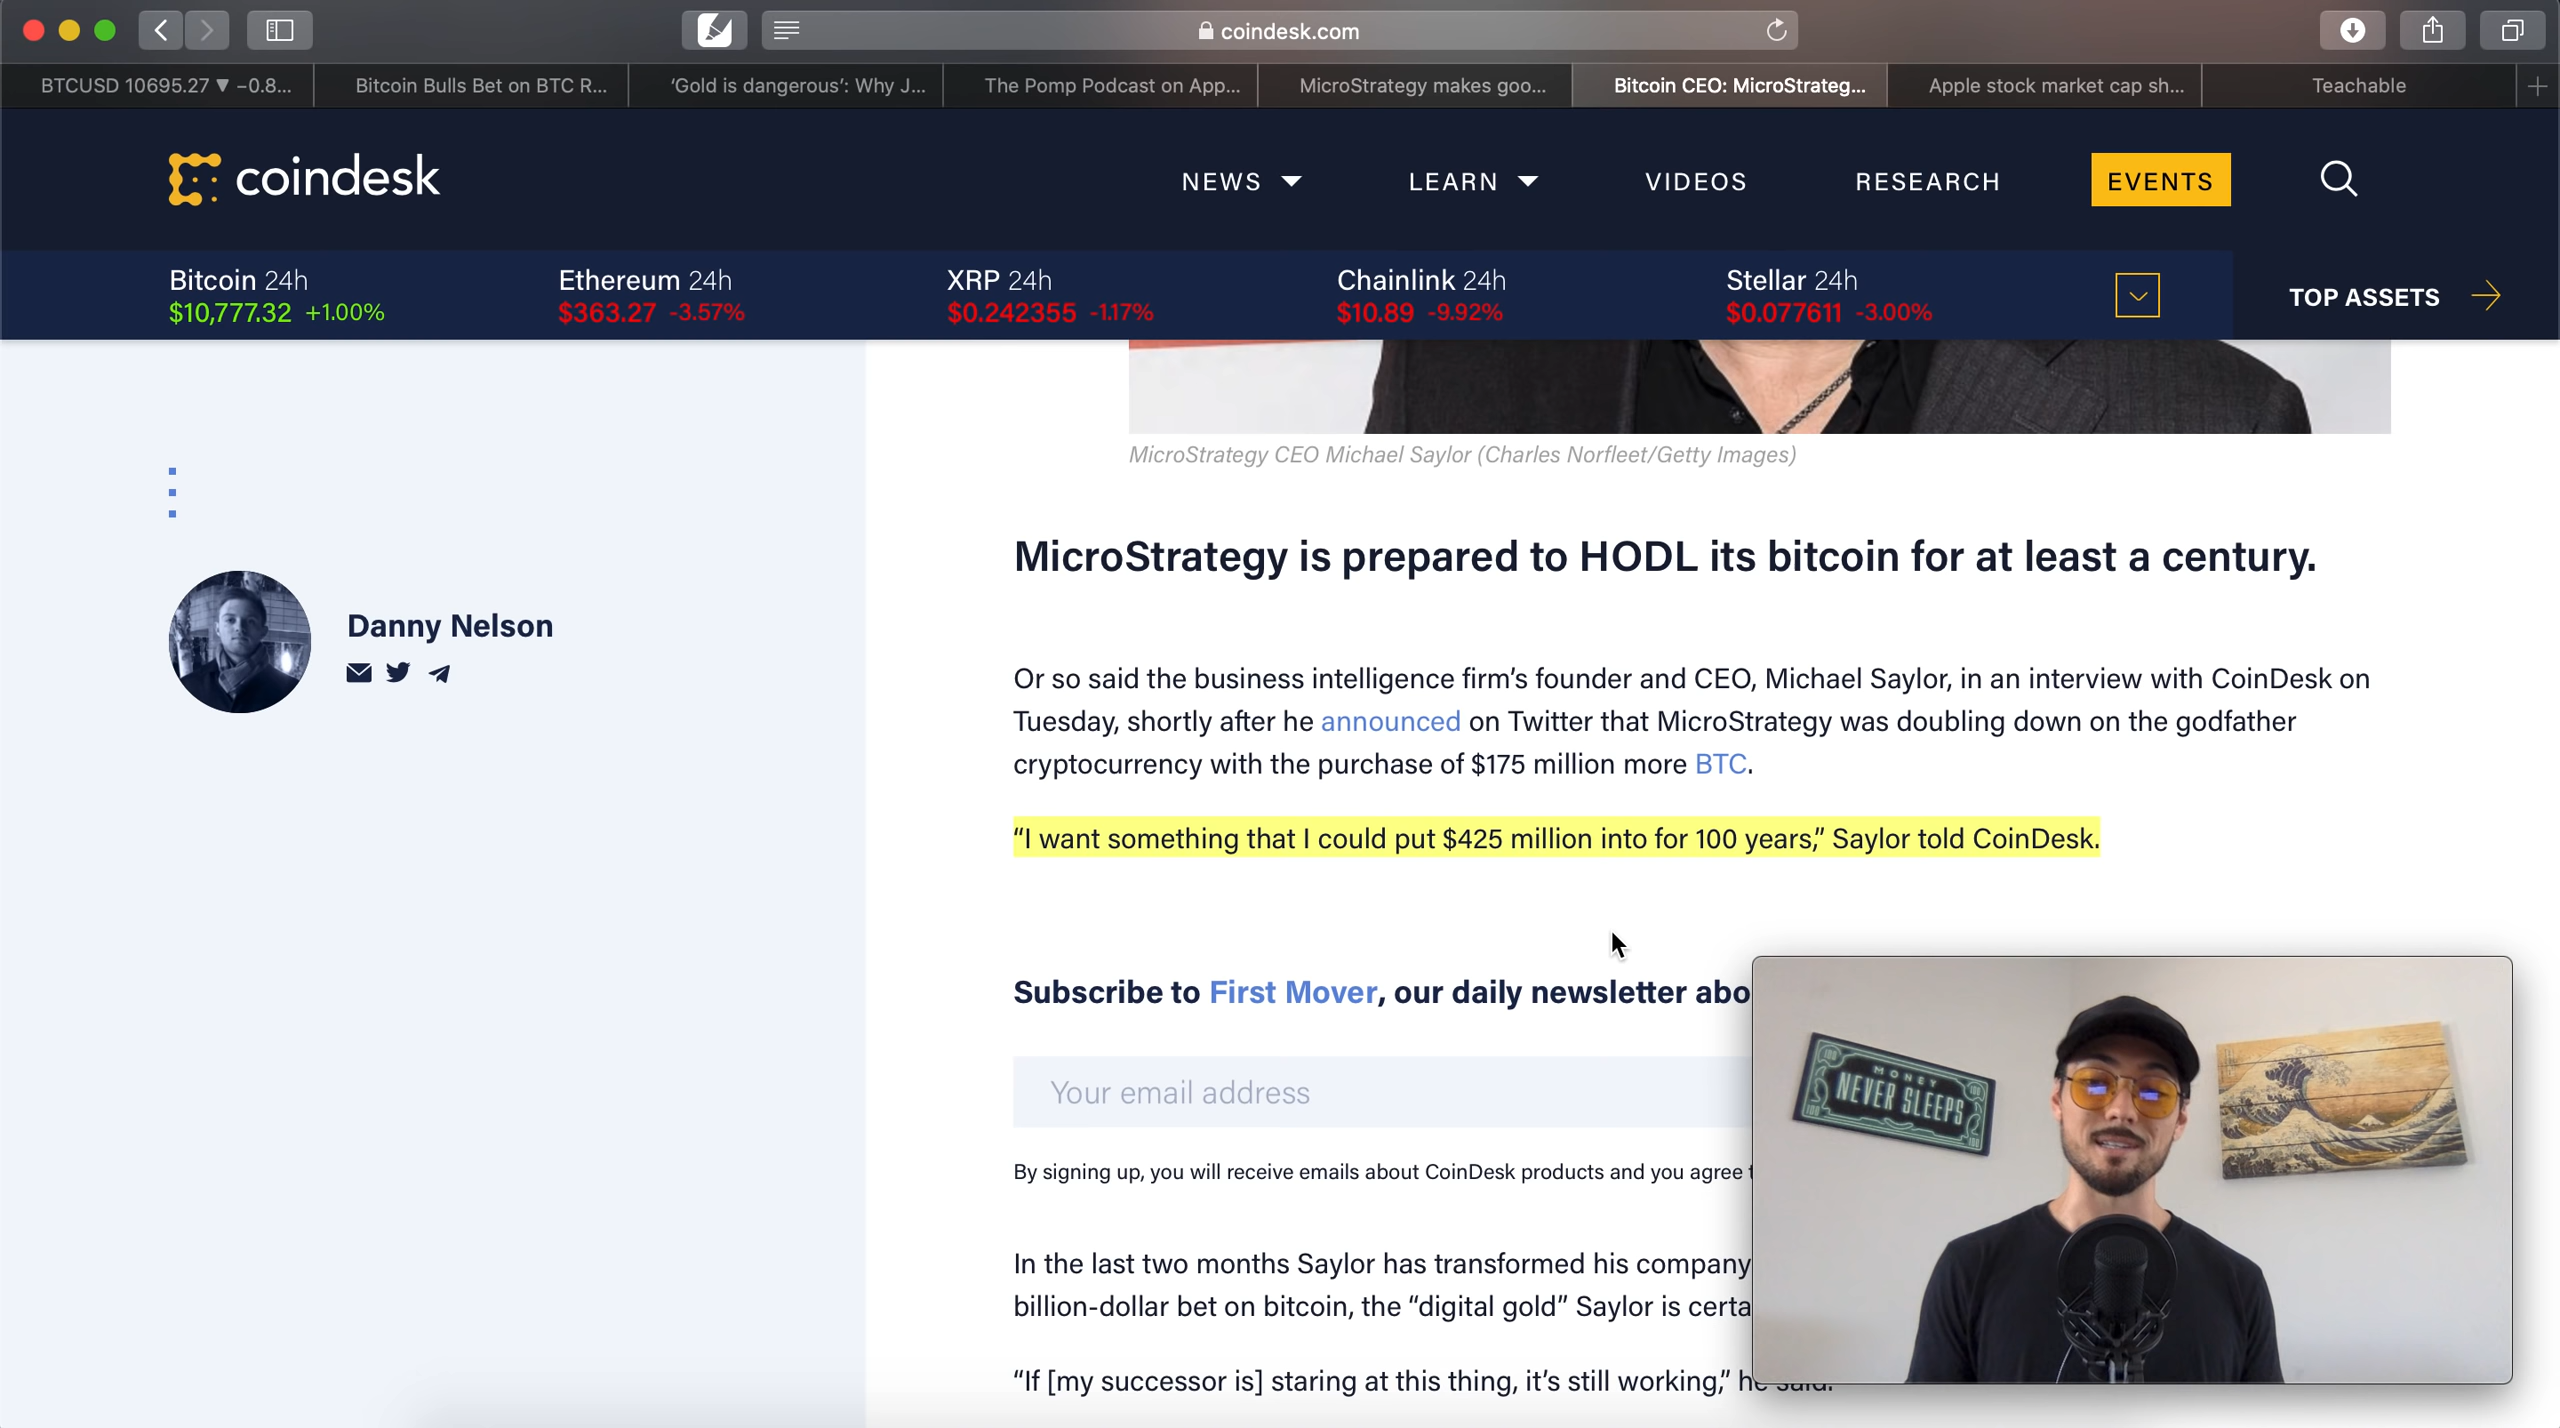 coindesk.com
BTCUSD 10695.27 ▼ −0.8...
Bitcoin Bulls Bet on BTC R...
‘Gold is dangerous’: Why J...
The Pomp Podcast on App...
MicroStrategy makes goo...
Bitcoin CEO: MicroStrateg...
Apple stock market cap sh...
Teachable
coindesk
NEWS
LEARN
VIDEOS
RESEARCH
EVENTS
Bitcoin 24h
$10,777.32 +1.00%
Ethereum 24h
$363.27 -3.57%
XRP 24h
$0.242355 -1.17%
Chainlink 24h
$10.89 -9.92%
Stellar 24h
$0.077611 -3.00%
TOP ASSETS
MicroStrategy CEO Michael Saylor (Charles Norfleet/Getty Images)
Danny Nelson
MicroStrategy is prepared to HODL its bitcoin for at least a century.
Or so said the business intelligence firm’s founder and CEO, Michael Saylor, in an interview with CoinDesk on
Tuesday, shortly after he announced on Twitter that MicroStrategy was doubling down on the godfather
cryptocurrency with the purchase of $175 million more BTC.
“I want something that I could put $425 million into for 100 years,” Saylor told CoinDesk.
Subscribe to First Mover, our daily newsletter abo
Your email address
By signing up, you will receive emails about CoinDesk products and you agree t
In the last two months Saylor has transformed his company
billion-dollar bet on bitcoin, the “digital gold” Saylor is certa
“If [my successor is] staring at this thing, it’s still working,” he said.
100
100
MONEY
NEVER SLEEPS
100
100